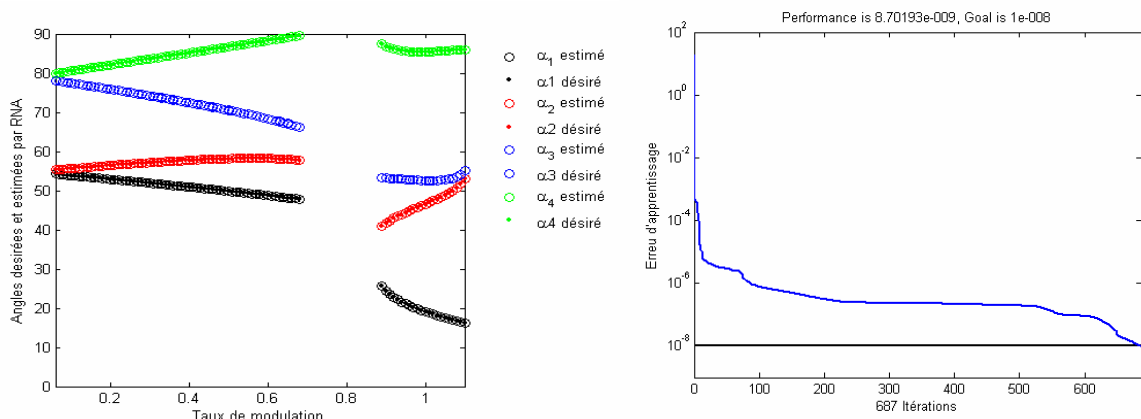 Angles desirées et estimées par RNA
90
80
70
60
50
40
30
20
10
0
0.2
0.4
0.6
0.8
1
Taux de modulation
α1 estimé
α1 désiré
α2 estimé
α2 désiré
α3 estimé
α3 désiré
α4 estimé
α4 désiré
Performance is 8.70193e-009, Goal is 1e-008
Erreu d'apprentissage
10^2
10^0
10^-2
10^-4
10^-6
10^-8
0
100
200
300
400
500
600
687 Itérations